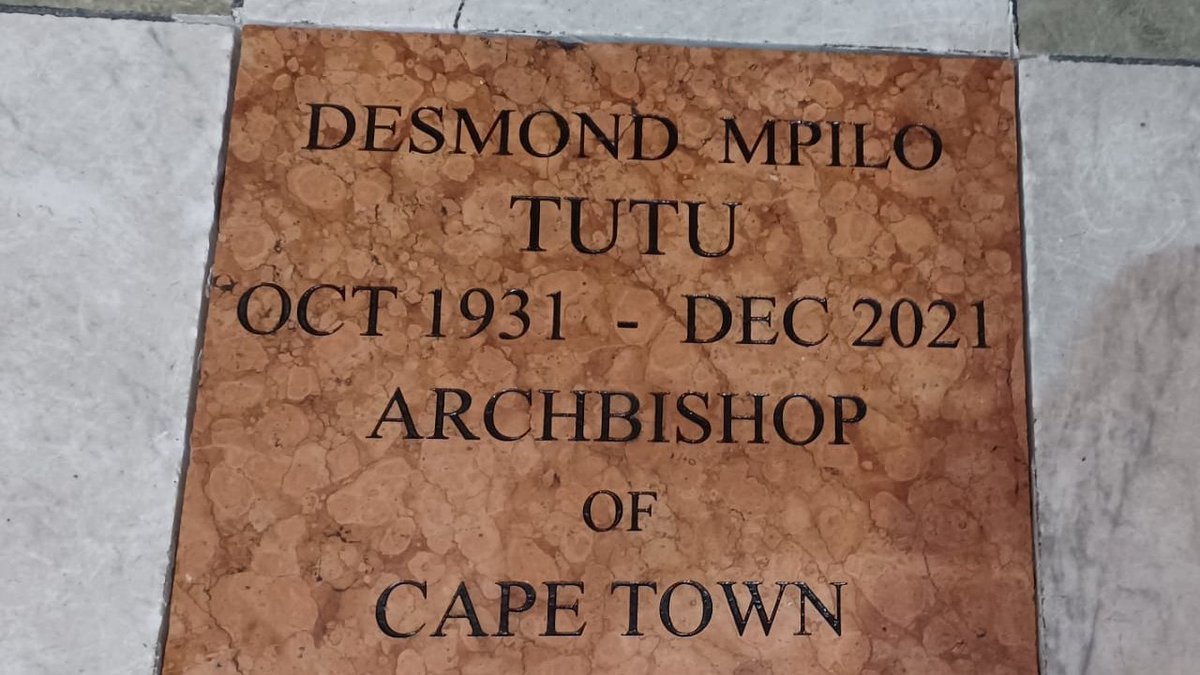 DESMOND MPILO
TUTU
OCT 1931 - DEC 2021
ARCHBISHOP
OF
CAPE TOWN